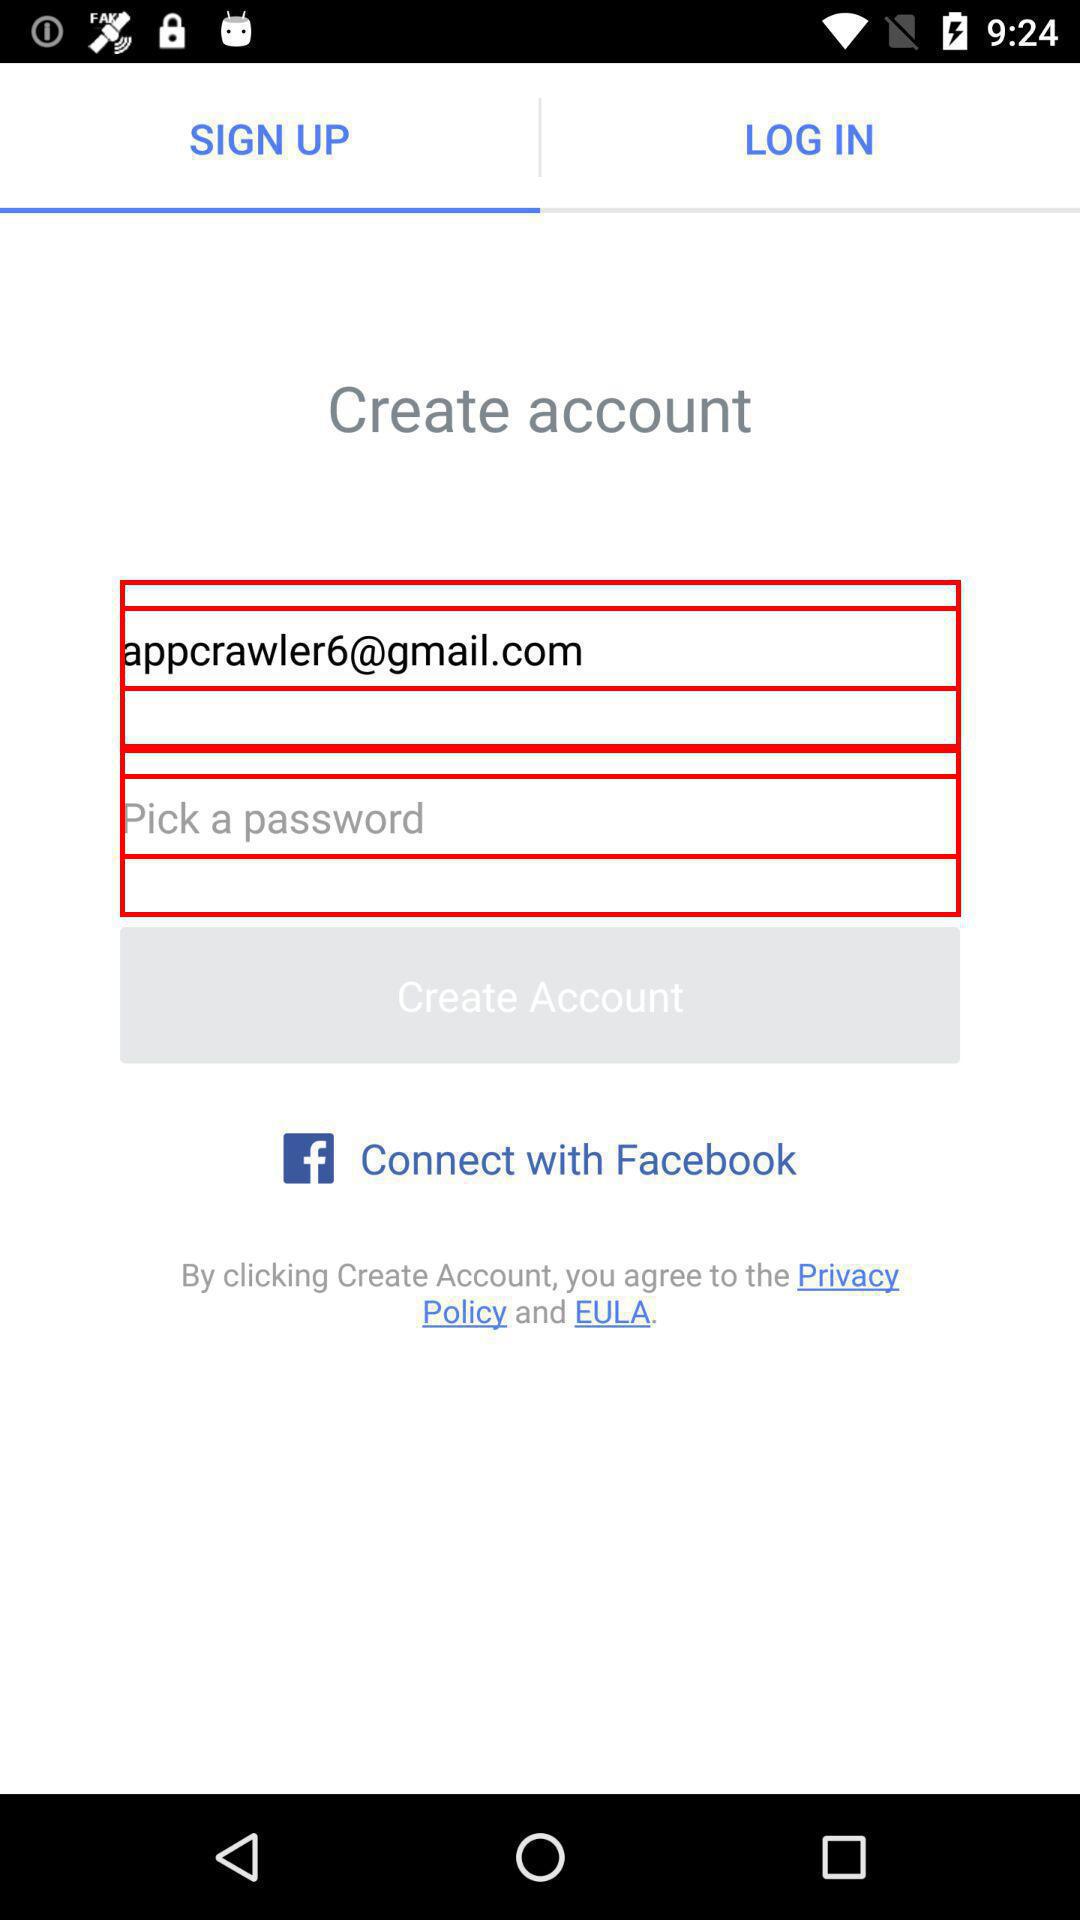 FAKE
9:24
SIGN UP
LOG IN
Create account
appcrawler6@gmail.com
Pick a password
Create Account
Connect with Facebook
By clicking Create Account, you agree to the Privacy
Policy and EULA.